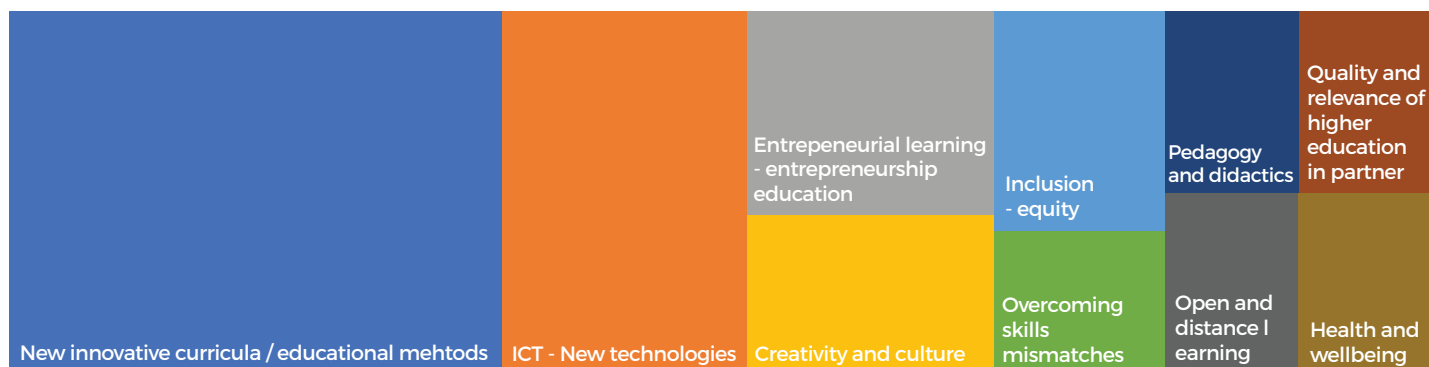 New innovative curricula / educational mehtods
ICT - New technologies
Entrepeneurial learning
- entrepreneurship
education
Creativity and culture
Inclusion
- equity
Overcoming
skills
mismatches
Pedagogy
and didactics
Open and
distance l
earning
Quality and
relevance of
higher
education
in partner
Health and
wellbeing